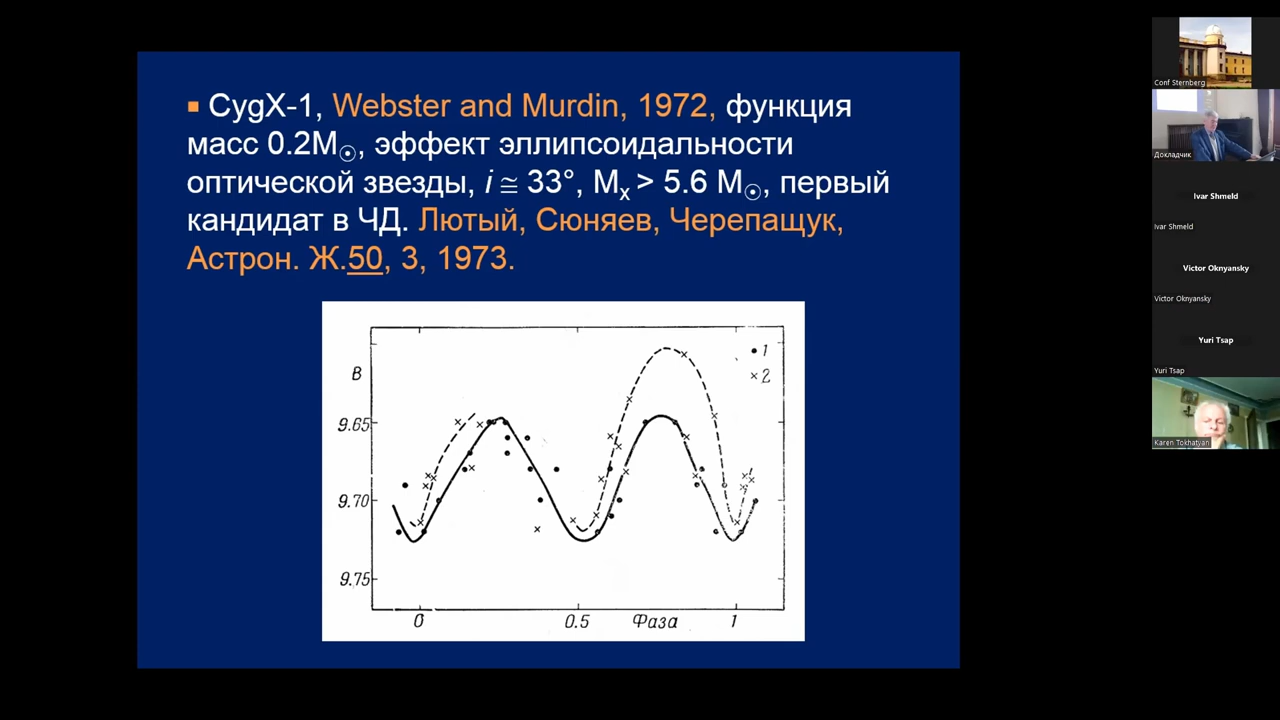 ▪ CygX-1, Webster and Murdin, 1972, функция
масс 0.2M☉, эффект эллипсоидальности
оптической звезды, i ≅ 33°, Mx > 5.6 M☉, первый
кандидат в ЧД. Лютый, Сюняев, Черепащук,
Астрон. Ж.50, 3, 1973.
B
9.65
9.70
9.75
0
0.5
Фаза
1
• 1
× 2
Conf Sternberg
Докладчик
Ivar Shmeld
Ivar Shmeld
Victor Oknyansky
Victor Oknyansky
Yuri Tsap
Yuri Tsap
Karen Tokhatyan